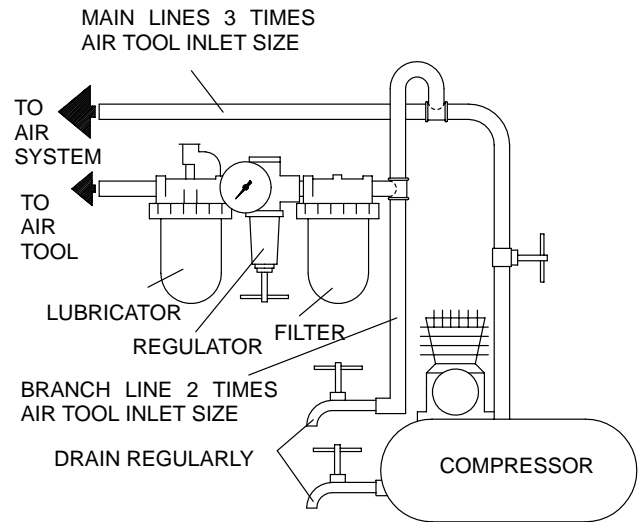 MAIN LINES 3 TIMES
AIR TOOL INLET SIZE
TO
AIR
SYSTEM
TO
AIR
TOOL
LUBRICATOR
REGULATOR
FILTER
BRANCH LINE 2 TIMES
AIR TOOL INLET SIZE
DRAIN REGULARLY
COMPRESSOR